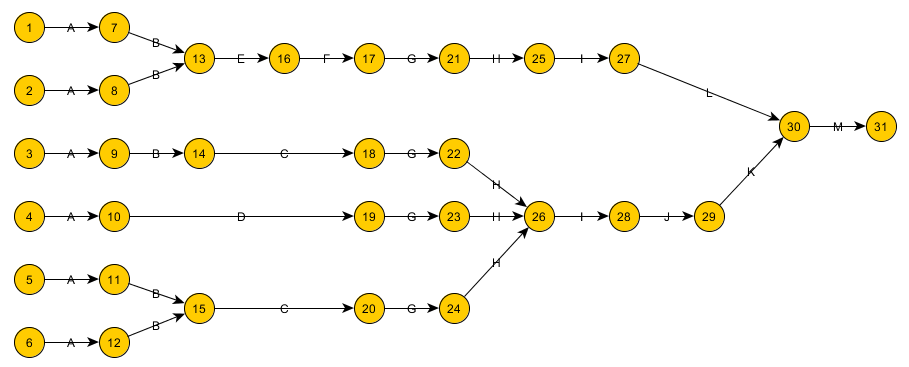 1 A 7
B
13 E 16 F 17 G 21 H 25 I 27
B
2 A 8
L
30 M 31
3 A 9 B 14 C 18 G 22
K
H
4 A 10 D 19 G 23 H 26 I 28 J 29
H
5 A 11
B
15 C 20 G 24
B
6 A 12